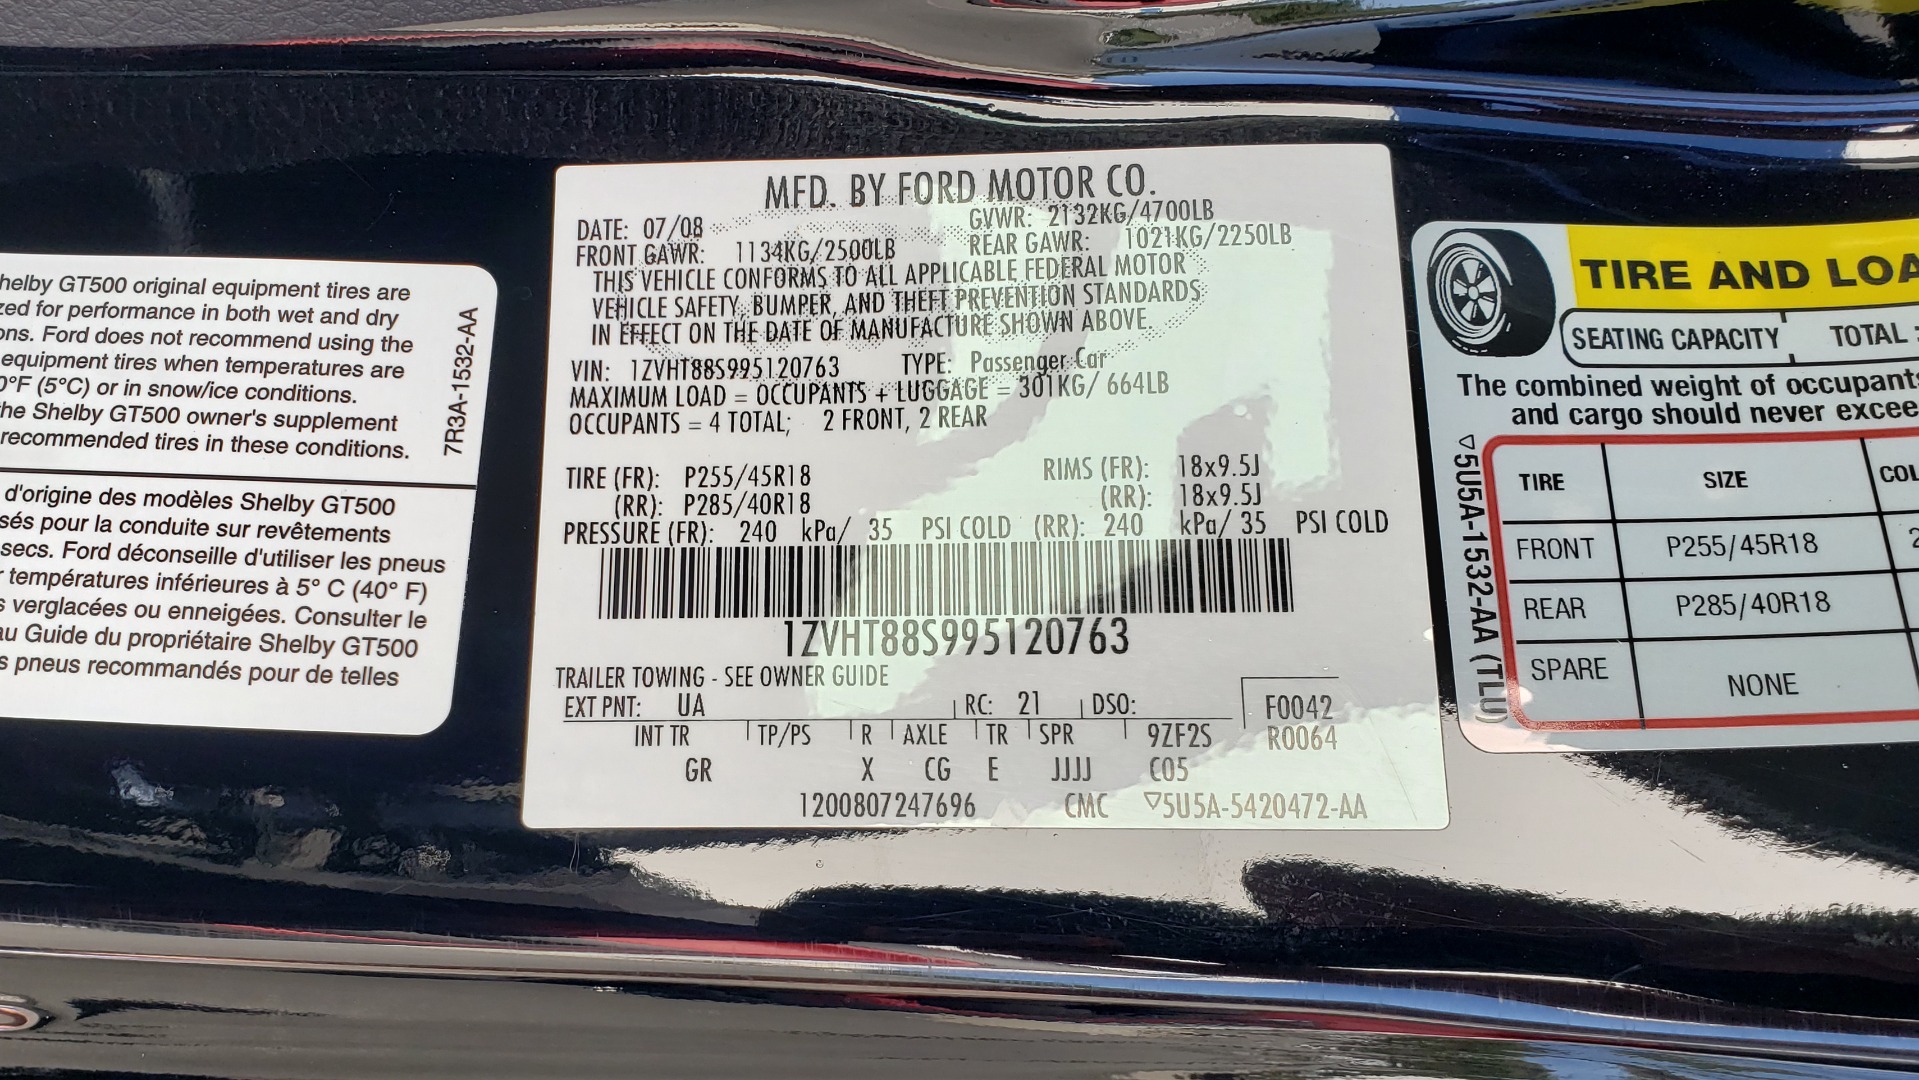 helby GT500 original equipment tires are
zed for performance in both wet and dry
ons. Ford does not recommend using the
equipment tires when temperatures are
0°F (5°C) or in snow/ice conditions.
he Shelby GT500 owner's supplement
recommended tires in these conditions.
7R3A-1532-AA
d'origine des modèles Shelby GT500
sés pour la conduite sur revêtements
secs. Ford déconseille d'utiliser les pneus
r températures inférieures à 5° C (40° F)
s verglacées ou enneigées. Consulter le
au Guide du propriétaire Shelby GT500
s pneus recommandés pour de telles
MFD. BY FORD MOTOR CO.
DATE: 07/08 GVWR: 2132KG/4700LB
FRONT GAWR: 1134KG/2500LB REAR GAWR: 1021KG/2250LB
THIS VEHICLE CONFORMS TO ALL APPLICABLE FEDERAL MOTOR
VEHICLE SAFETY, BUMPER, AND THEFT PREVENTION STANDARDS
IN EFFECT ON THE DATE OF MANUFACTURE SHOWN ABOVE.
VIN: 1ZVHT88S995120763 TYPE: Passenger Car
MAXIMUM LOAD = OCCUPANTS + LUGGAGE = 301KG/ 664LB
OCCUPANTS = 4 TOTAL; 2 FRONT, 2 REAR
TIRE (FR): P255/45R18 RIMS (FR): 18x9.5J
(RR): P285/40R18 (RR): 18x9.5J
PRESSURE (FR): 240 kPa/ 35 PSI COLD (RR): 240 kPa/ 35 PSI COLD
1ZVHT88S995120763
TRAILER TOWING - SEE OWNER GUIDE
EXT PNT: UA RC: 21 DSO: F0042
INT TR TP/PS R AXLE TR SPR 9ZF2S R0064
GR X CG E JJJJ C05
1200807247696 CMC ▽5U5A-5420472-AA
TIRE AND LOA
SEATING CAPACITY TOTAL :
The combined weight of occupants
and cargo should never excee
▽5U5A-1532-AA (TLU)
TIRE SIZE COL
FRONT P255/45R18 2
REAR P285/40R18
SPARE NONE